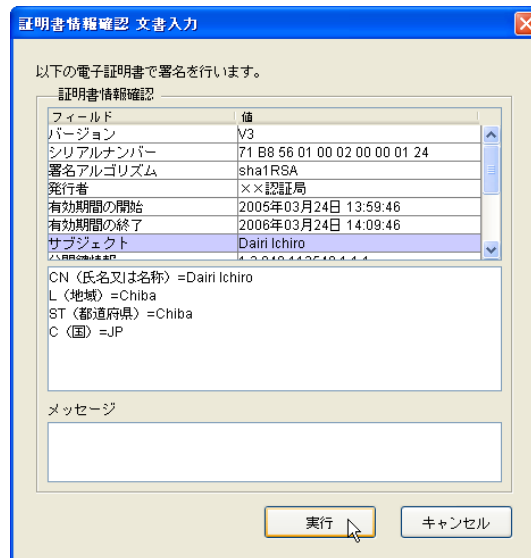 証明書情報確認 文書入力
以下の電子証明書で署名を行います。
証明書情報確認
フィールド 値
バージョン V3
シリアルナンバー 71 B8 56 01 00 02 00 00 01 24
署名アルゴリズム sha1RSA
発行者 ××認証局
有効期間の開始 2005年03月24日 13:59:46
有効期間の終了 2006年03月24日 14:09:46
サブジェクト Dairi Ichiro
CN（氏名又は名称）=Dairi Ichiro
L（地域）=Chiba
ST（都道府県）=Chiba
C（国）=JP
メッセージ
実行 キャンセル